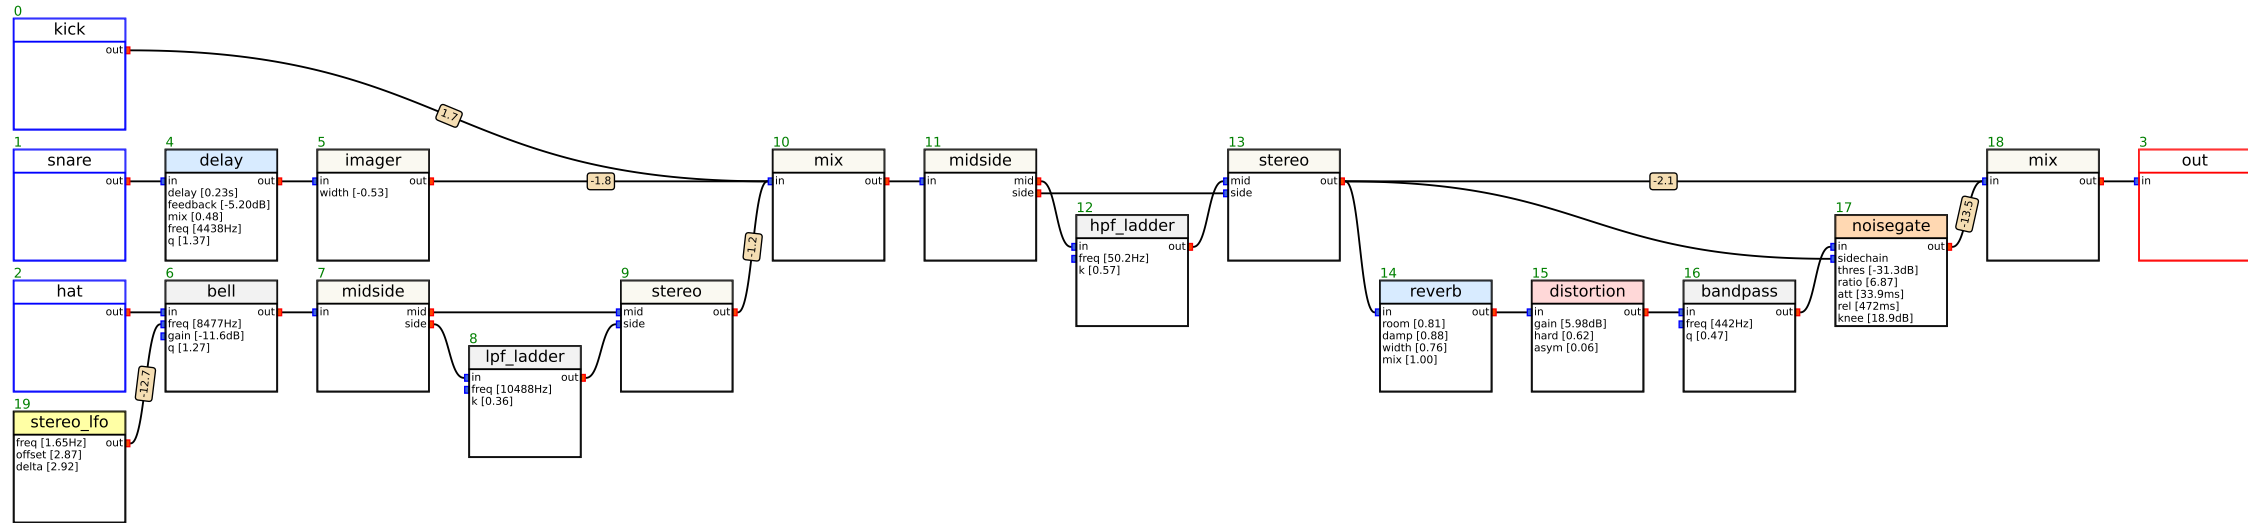 0
kick
out
1.7
1
snare
out
4
delay
in out
delay [0.23s]
feedback [-5.20dB]
mix [0.48]
freq [4438Hz]
q [1.37]
5
imager
in out
width [-0.53]
-1.8
2
hat
out
6
bell
in out
freq [8477Hz]
gain [-11.6dB]
q [1.27]
7
midside
in mid
side
8
lpf_ladder
in out
freq [10488Hz]
k [0.36]
9
stereo
mid out
side
-1.2
19
stereo_lfo
freq [1.65Hz] out
offset [2.87]
delta [2.92]
-12.7
10
mix
in out
11
midside
in mid
side
12
hpf_ladder
in out
freq [50.2Hz]
k [0.57]
13
stereo
mid out
side
-2.1
14
reverb
in out
room [0.81]
damp [0.88]
width [0.76]
mix [1.00]
15
distortion
in out
gain [5.98dB]
hard [0.62]
asym [0.06]
16
bandpass
in out
freq [442Hz]
q [0.47]
17
noisegate
in out
sidechain
thres [-31.3dB]
ratio [6.87]
att [33.9ms]
rel [472ms]
knee [18.9dB]
-13.5
18
mix
in out
3
out
in